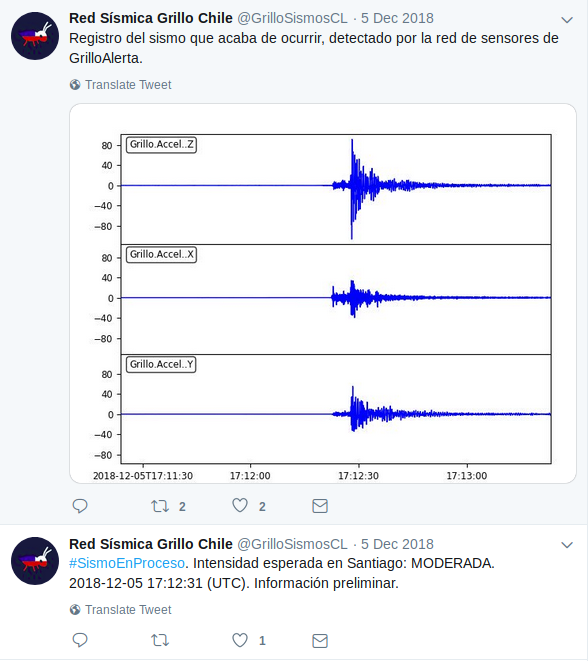 Red Sísmica Grillo Chile @GrilloSismosCL · 5 Dec 2018
Registro del sismo que acaba de ocurrir, detectado por la red de sensores de
GrilloAlerta.
Translate Tweet
Grillo.Accel..Z
80
40
0
−40
−80
Grillo.Accel..X
80
40
0
−40
−80
Grillo.Accel..Y
80
40
0
−40
−80
2018-12-05T17:11:30 17:12:00 17:12:30 17:13:00
2 2
Red Sísmica Grillo Chile @GrilloSismosCL · 5 Dec 2018
#SismoEnProceso. Intensidad esperada en Santiago: MODERADA.
2018-12-05 17:12:31 (UTC). Información preliminar.
Translate Tweet
1